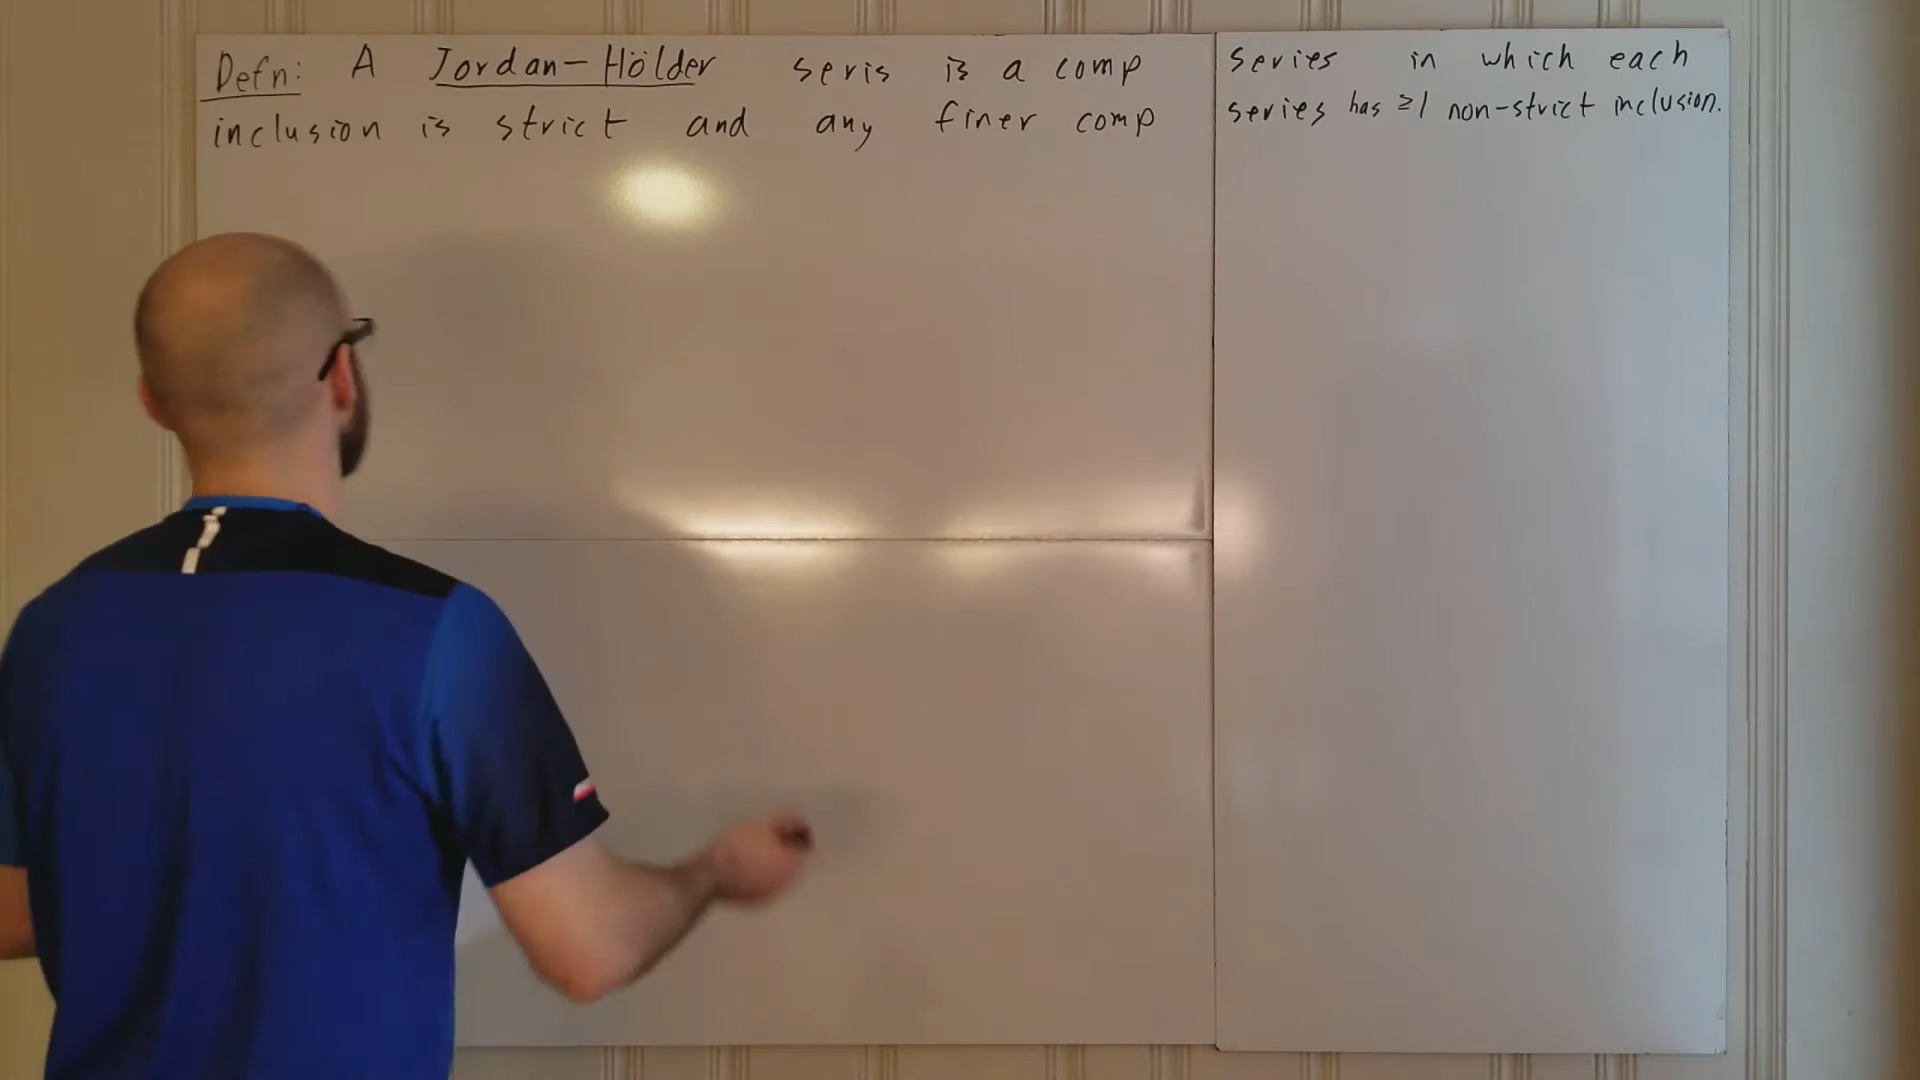 Defn: A Jordan-Hölder seris is a comp series in which each
inclusion is strict and any finer comp series has ≥1 non-strict inclusion.